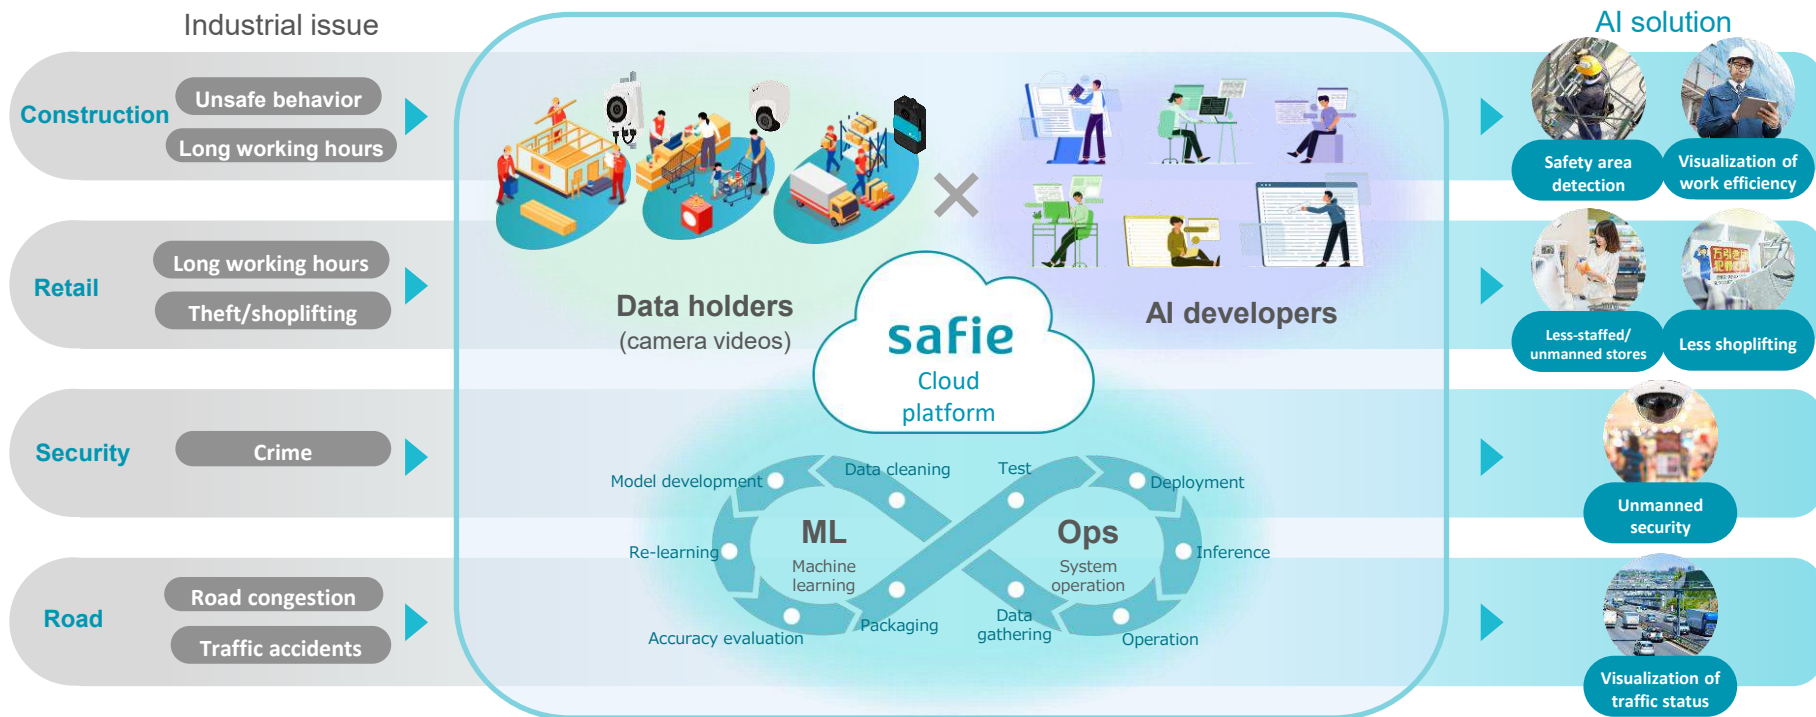 Industrial issue
AI solution
Construction
Unsafe behavior
Long working hours
Safety area
detection
Visualization of
work efficiency
Retail
Long working hours
Theft/shoplifting
Data holders
(camera videos)
AI developers
safie
Cloud
platform
Less-staffed/
unmanned stores
Less shoplifting
Security
Crime
Unmanned
security
Model development
Data cleaning
Test
Deployment
ML
Machine
learning
Ops
System
operation
Re-learning
Inference
Accuracy evaluation
Packaging
Data
gathering
Operation
Road
Road congestion
Traffic accidents
Visualization of
traffic status